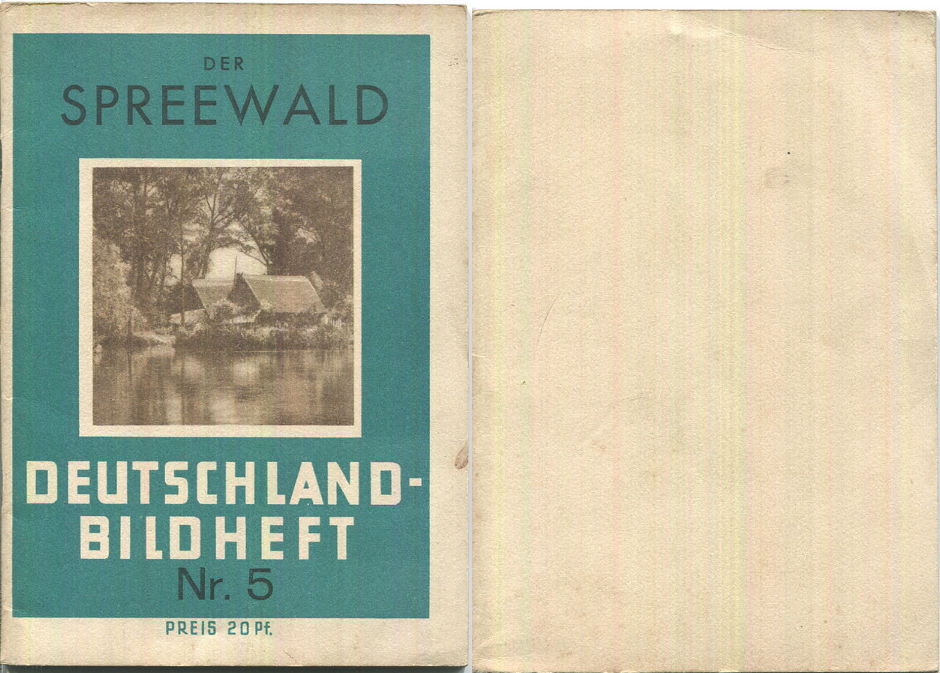 DER
SPREEWALD
DEUTSCHLAND-
BILDHEFT
Nr. 5
PREIS 20 Pf.